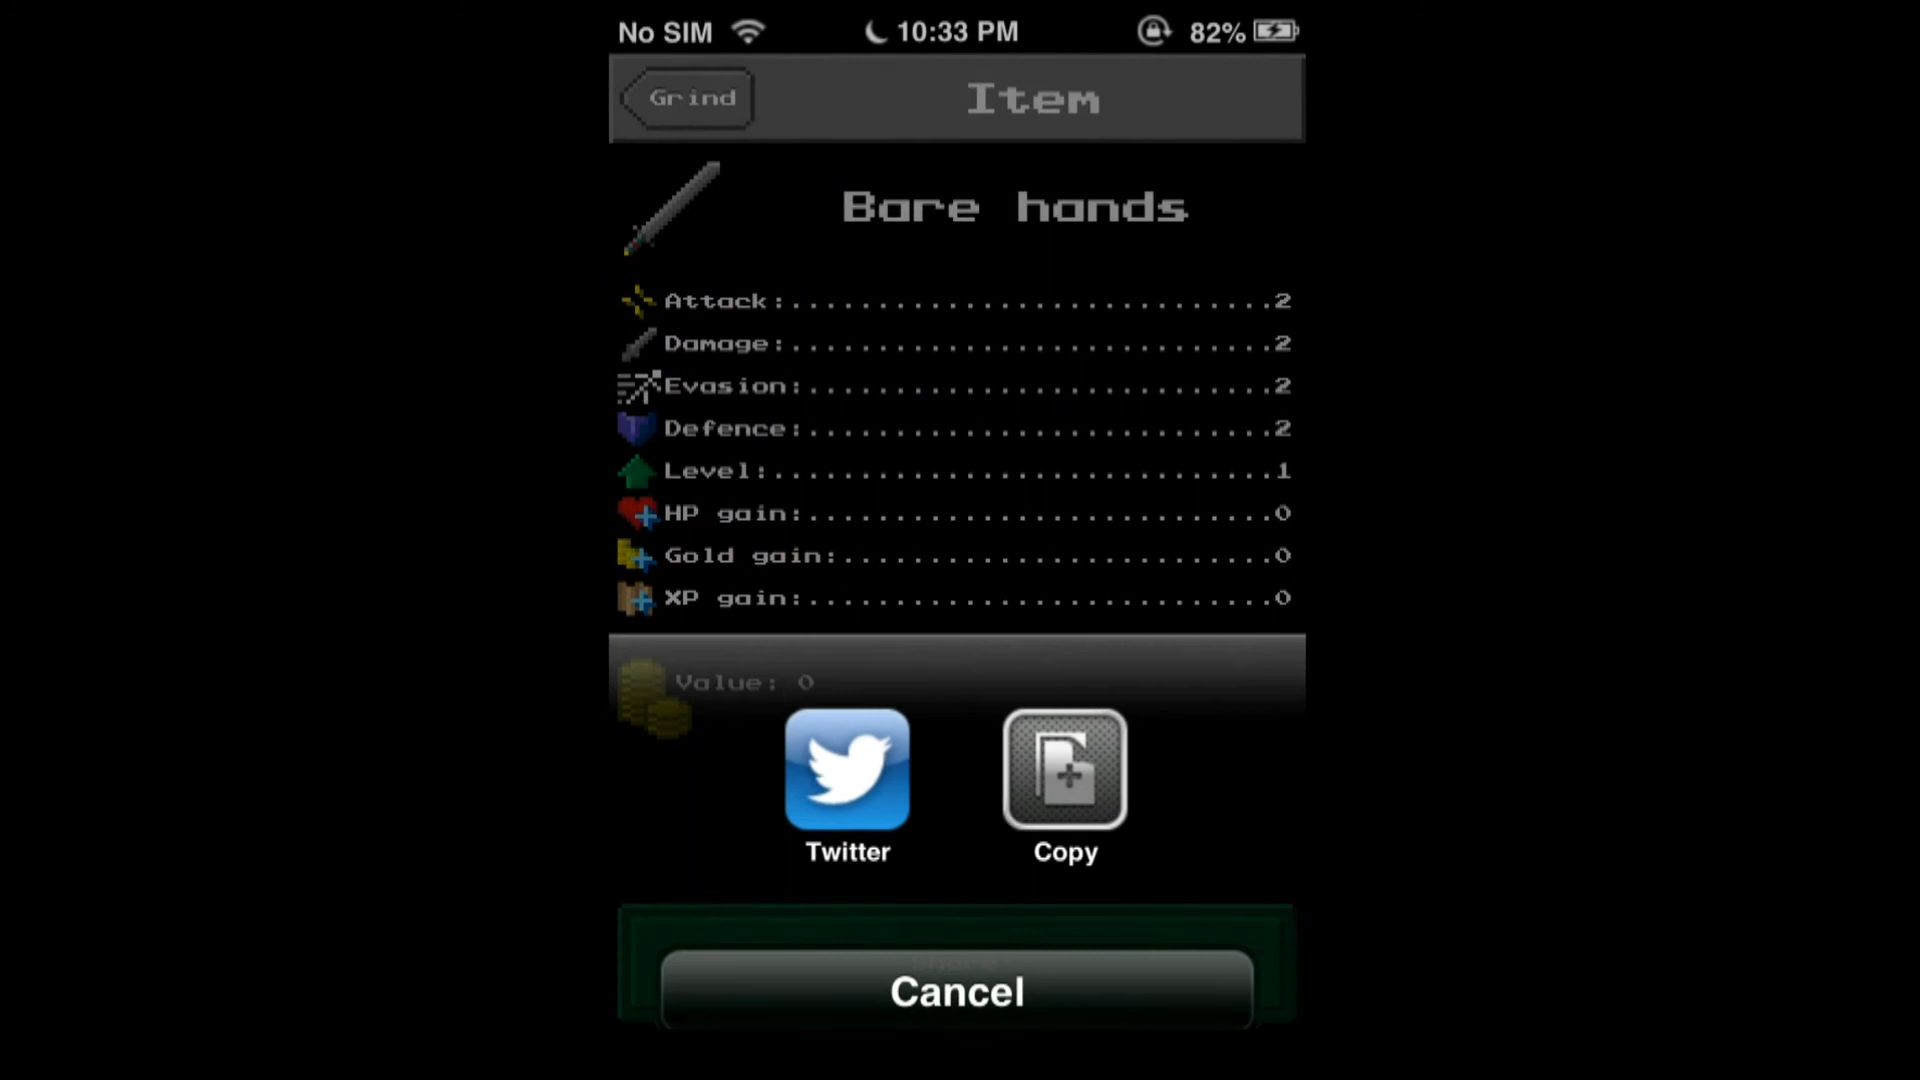 No SIM 10:33 PM 82%
Grind Item
Bare hands
Attack:............................2
Damage:............................2
Evasion:...........................2
Defence:...........................2
Level:.............................1
HP gain:...........................0
Gold gain:.........................0
XP gain:...........................0
Value: 0
Twitter Copy
Cancel